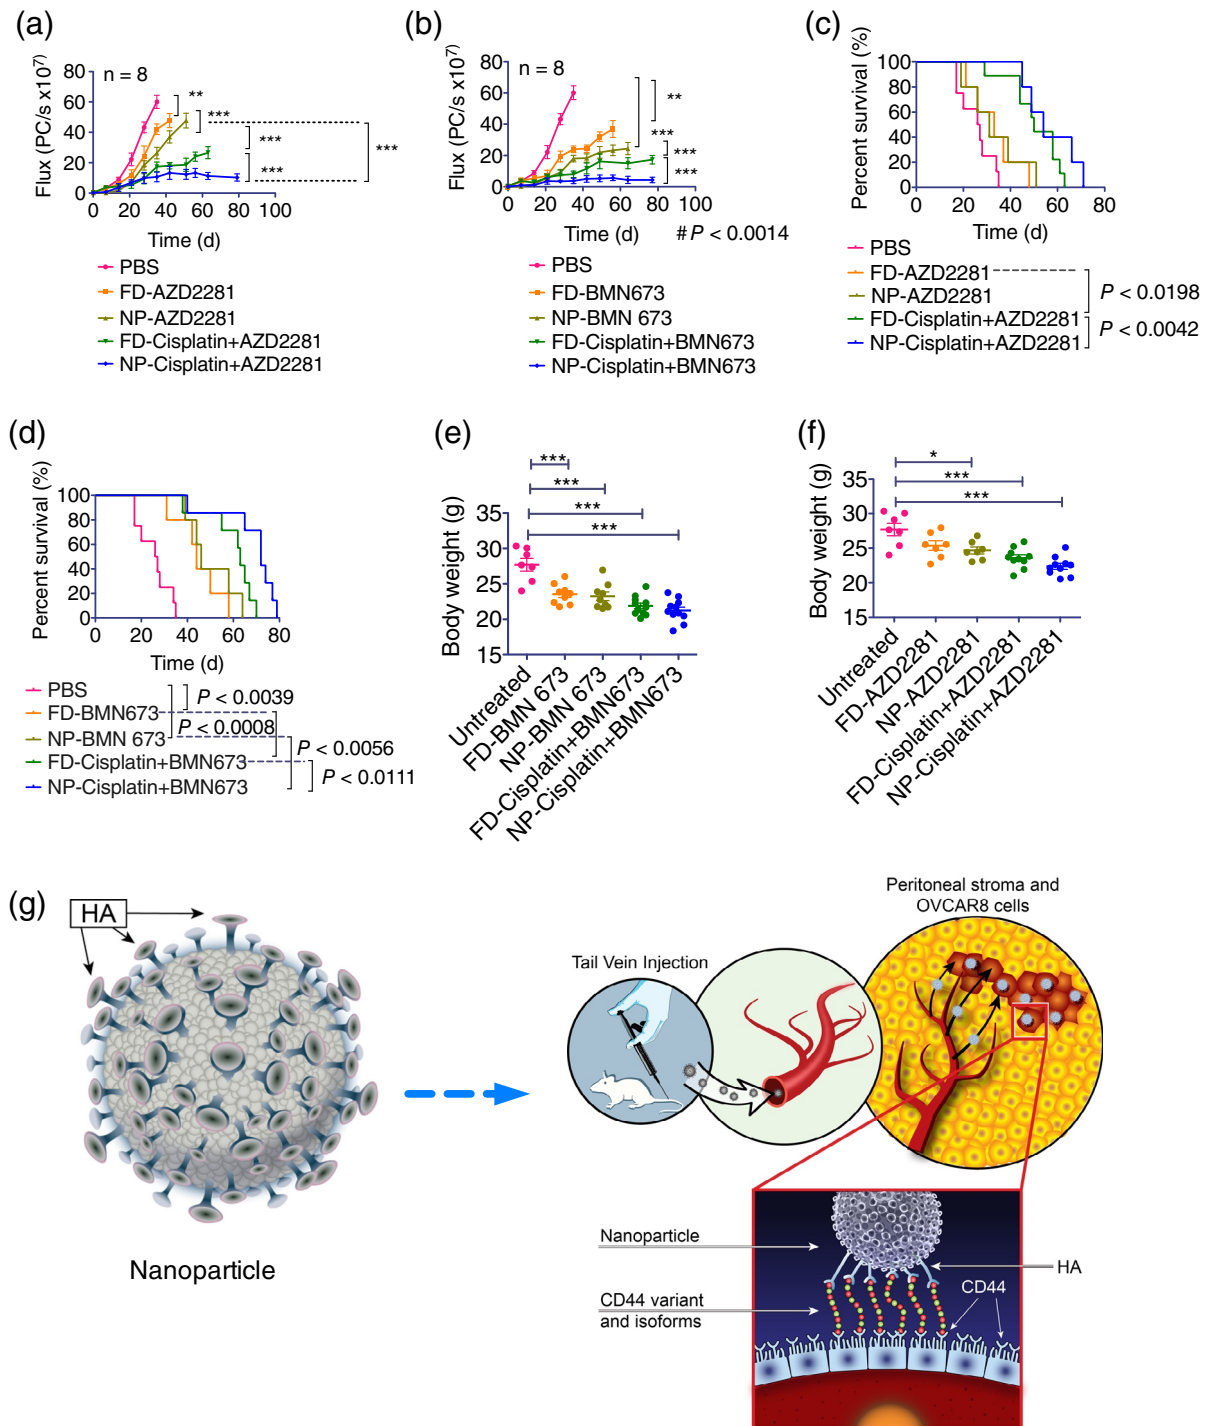 (a)
n = 8
Flux (PC/s x10⁷)
80
60
40
20
0
0 20 40 60 80 100
Time (d)
**
***
***
***
***
PBS
FD-AZD2281
NP-AZD2281
FD-Cisplatin+AZD2281
NP-Cisplatin+AZD2281
(b)
n = 8
Flux (PC/s x10⁷)
80
60
40
20
0
0 20 40 60 80 100
Time (d)
# P < 0.0014
**
***
***
***
PBS
FD-BMN673
NP-BMN 673
FD-Cisplatin+BMN673
NP-Cisplatin+BMN673
(c)
Percent survival (%)
100
80
60
40
20
0
0 20 40 60 80
Time (d)
PBS
FD-AZD2281
NP-AZD2281
FD-Cisplatin+AZD2281
NP-Cisplatin+AZD2281
P < 0.0198
P < 0.0042
(d)
Percent survival (%)
100
80
60
40
20
0
0 20 40 60 80
Time (d)
PBS
FD-BMN673
NP-BMN 673
FD-Cisplatin+BMN673
NP-Cisplatin+BMN673
P < 0.0039
P < 0.0008
P < 0.0056
P < 0.0111
(e)
***
***
***
***
Body weight (g)
35
30
25
20
15
Untreated
FD-BMN 673
NP-BMN 673
FD-Cisplatin+BMN673
NP-Cisplatin+BMN673
(f)
*
***
***
Body weight (g)
35
30
25
20
15
Untreated
FD-AZD2281
NP-AZD2281
FD-Cisplatin+AZD2281
NP-Cisplatin+AZD2281
(g)
HA
Nanoparticle
Tail Vein Injection
Peritoneal stroma and
OVCAR8 cells
Nanoparticle
HA
CD44 variant
and isoforms
CD44